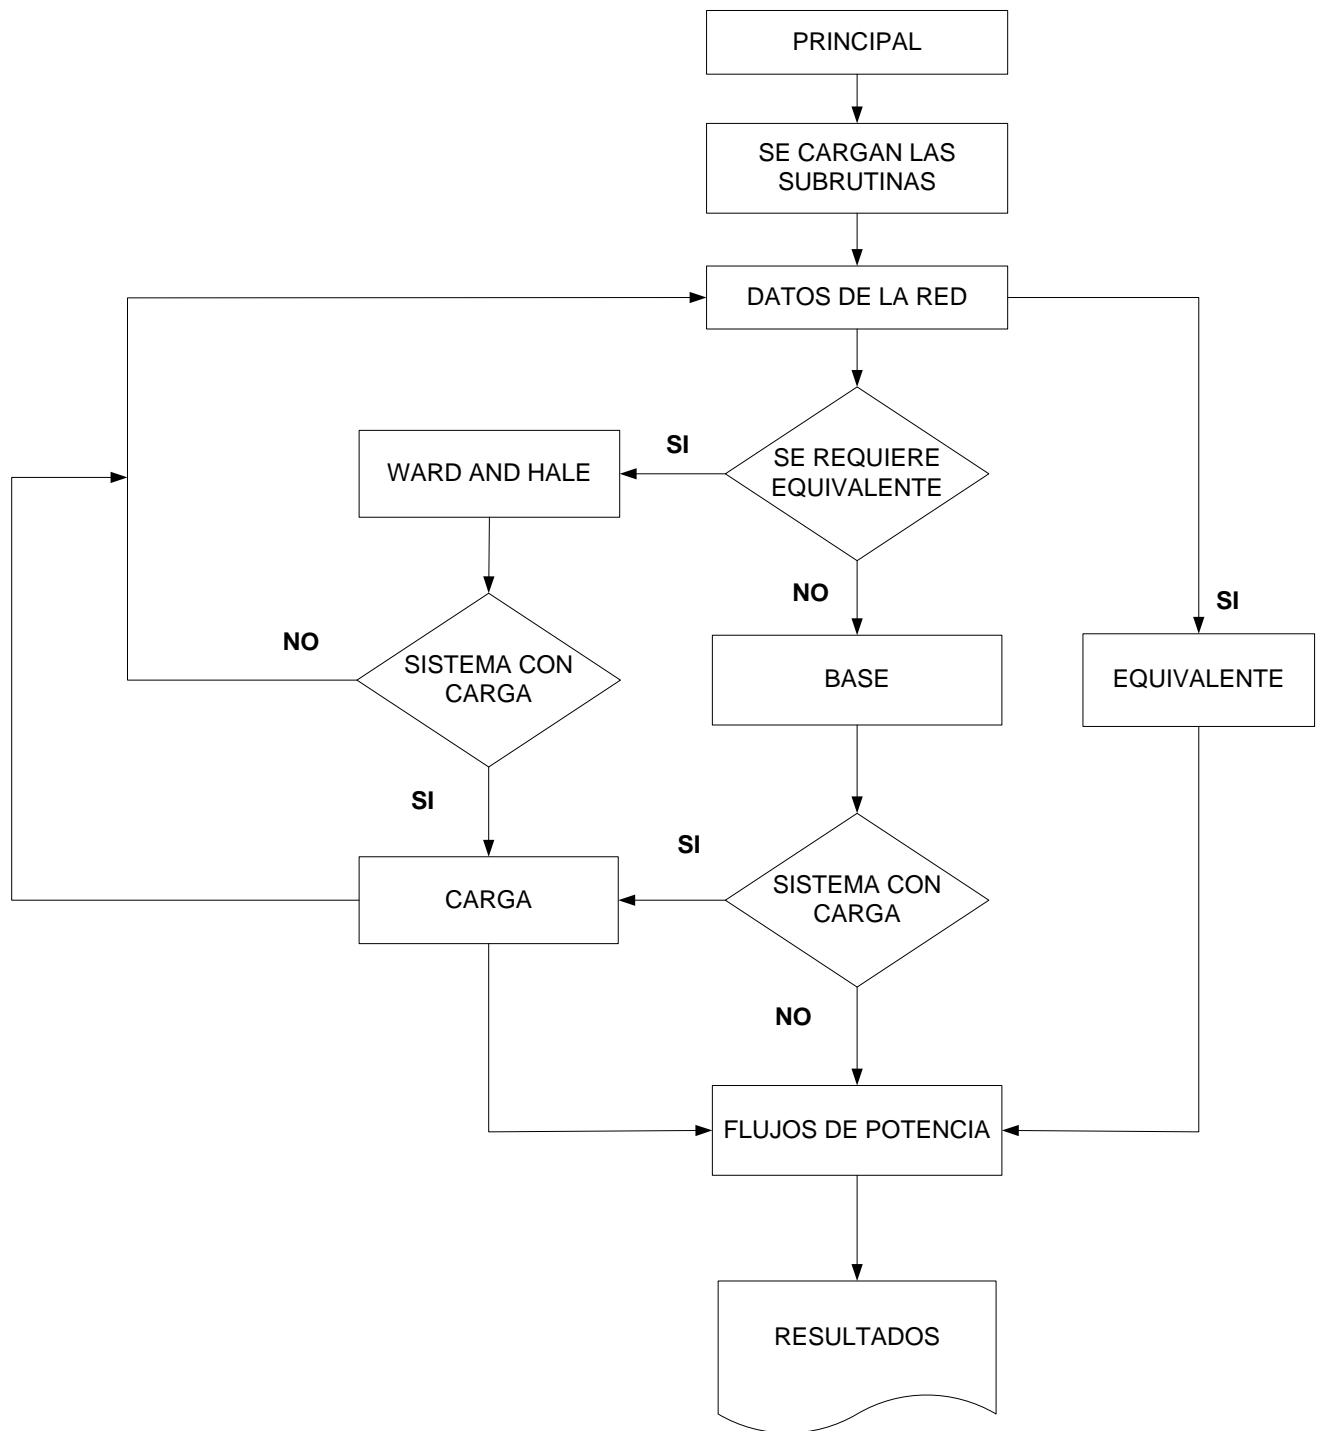 PRINCIPAL
SE CARGAN LAS
SUBRUTINAS
DATOS DE LA RED
SI
WARD AND HALE
SE REQUIERE
EQUIVALENTE
NO
SI
NO
SISTEMA CON
CARGA
BASE
EQUIVALENTE
SI
SI
CARGA
SISTEMA CON
CARGA
NO
FLUJOS DE POTENCIA
RESULTADOS